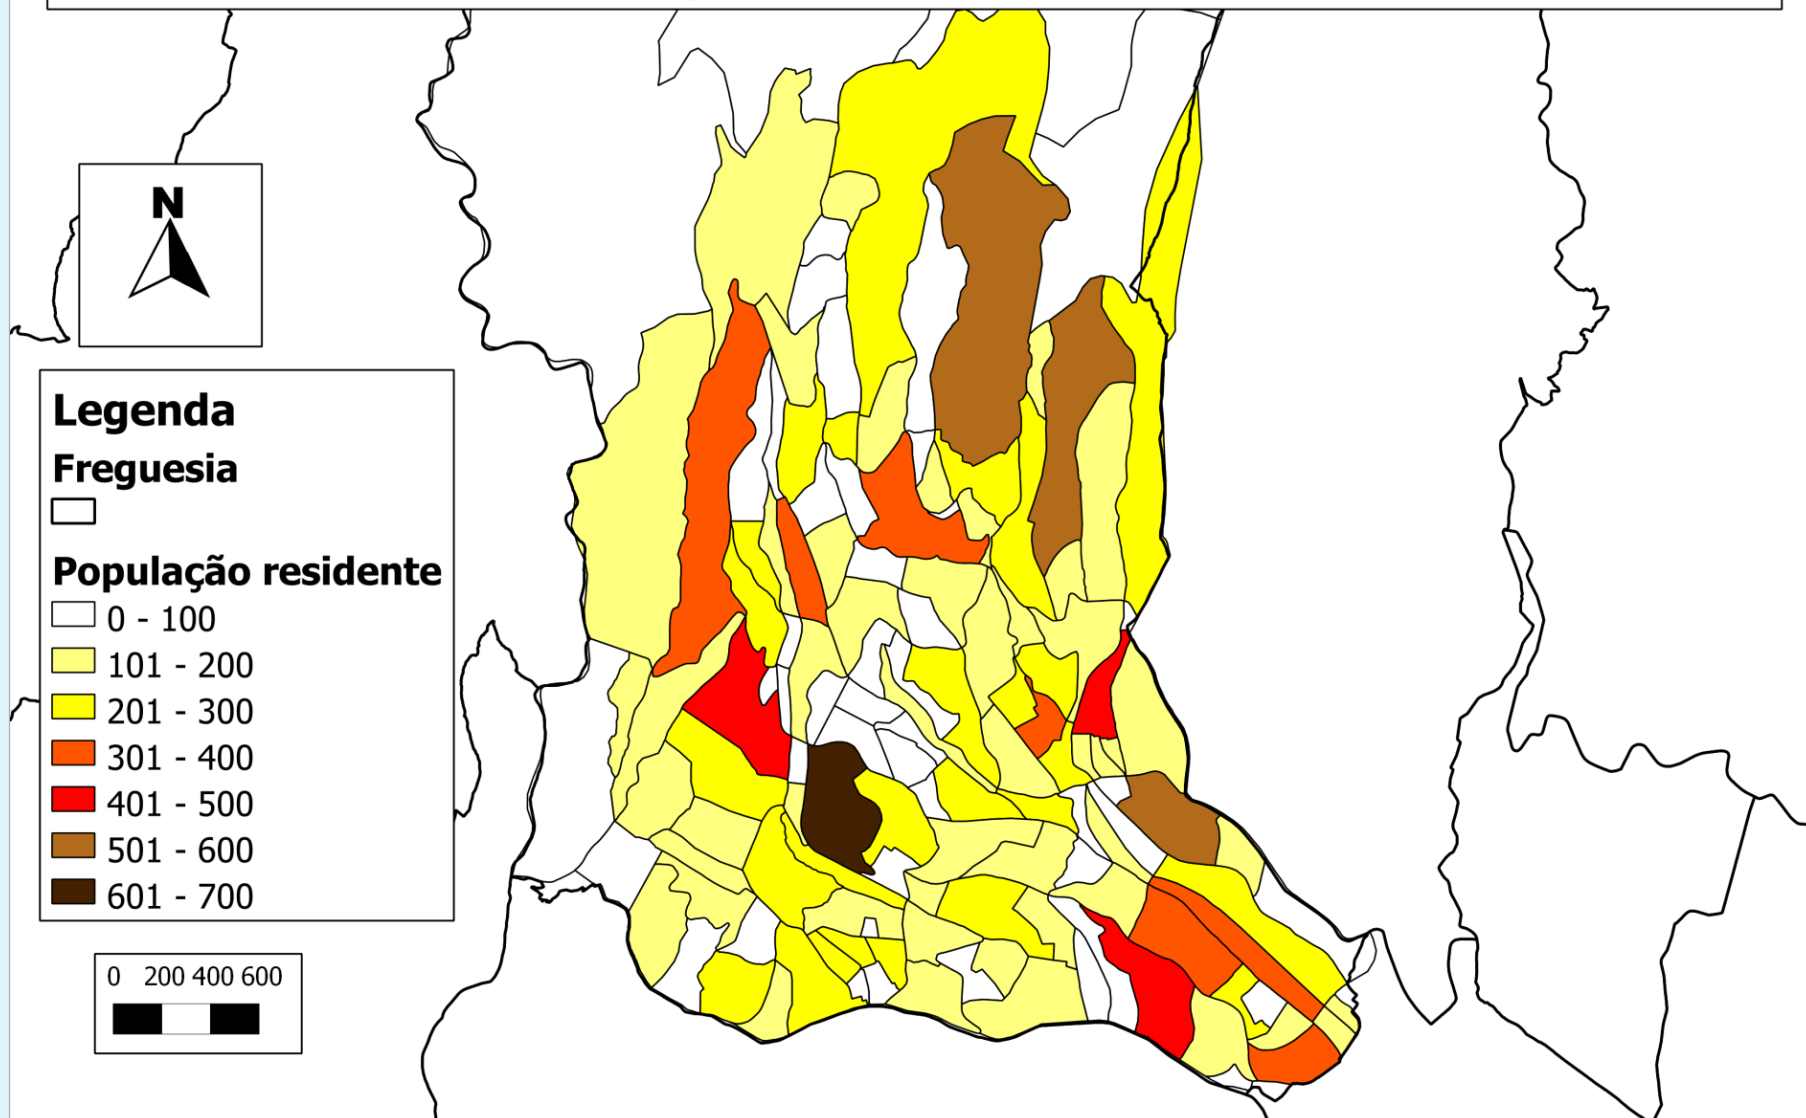 N
Legenda
Freguesia
População residente
0 - 100
101 - 200
201 - 300
301 - 400
401 - 500
501 - 600
601 - 700
0 200 400 600